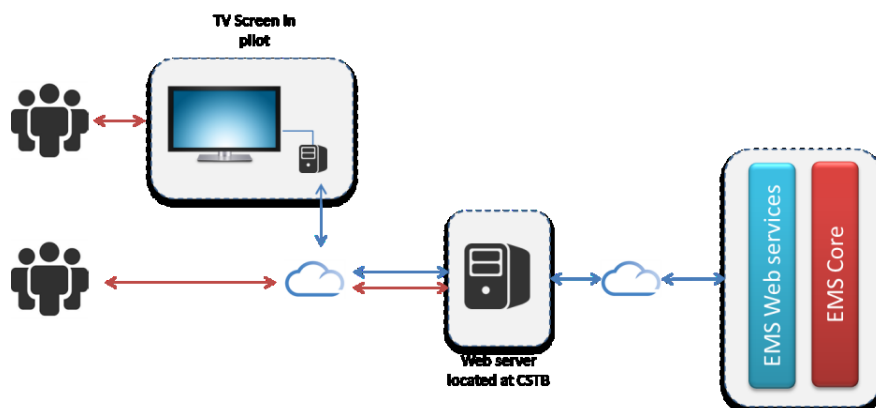 TV Screen in
pilot
EMS Web services
EMS Core
Web server
located at CSTB